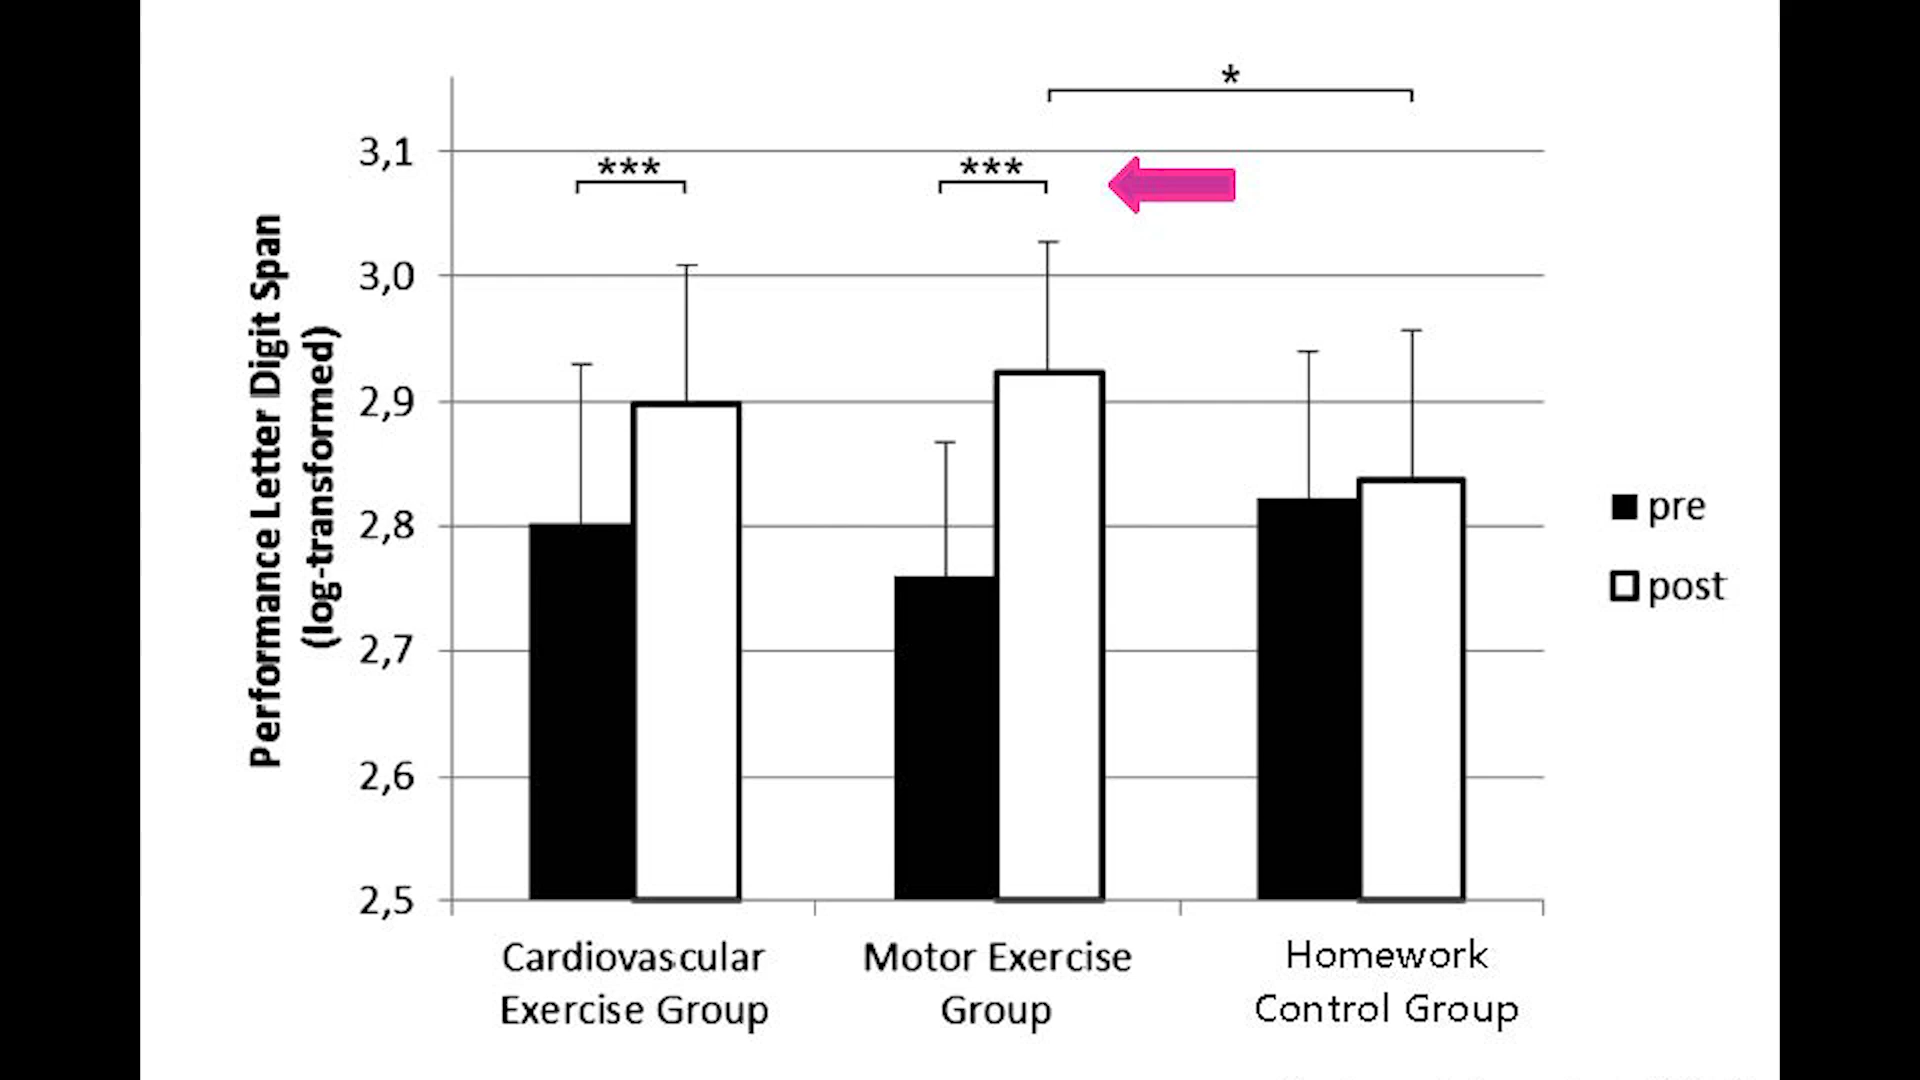 *
3,1
*** ***
3,0
2,9
2,8
2,7
2,6
2,5
Performance Letter Digit Span
(log-transformed)
pre
post
Cardiovascular
Exercise Group
Motor Exercise
Group
Homework
Control Group